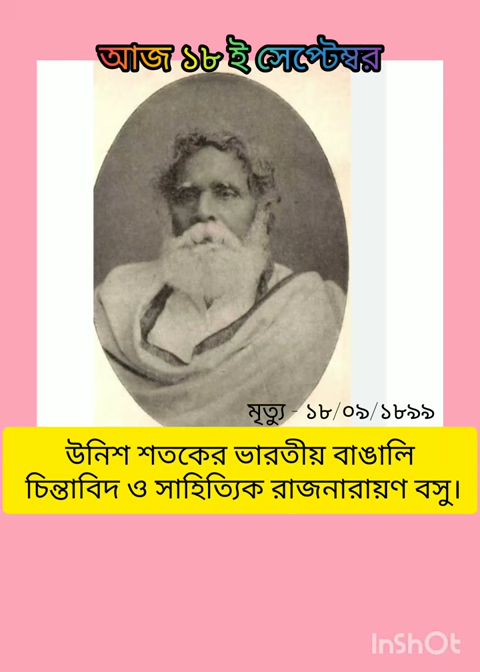 আজ ১৮ ই সেপ্টেম্বর
মৃত্যু - ১৮/০৯/১৮৯৯
উনিশ শতকের ভারতীয় বাঙালি
চিন্তাবিদ ও সাহিত্যিক রাজনারায়ণ বসু।
InShOt